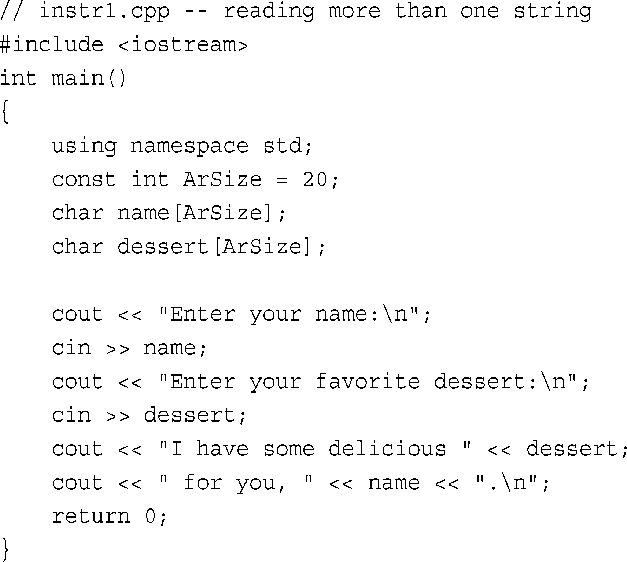 // instr1.cpp -- reading more than one string
#include <iostream>
int main()
{
    using namespace std;
    const int ArSize = 20;
    char name[ArSize];
    char dessert[ArSize];

    cout << "Enter your name:\n";
    cin >> name;
    cout << "Enter your favorite dessert:\n";
    cin >> dessert;
    cout << "I have some delicious " << dessert;
    cout << " for you, " << name << ".\n";
    return 0;
}